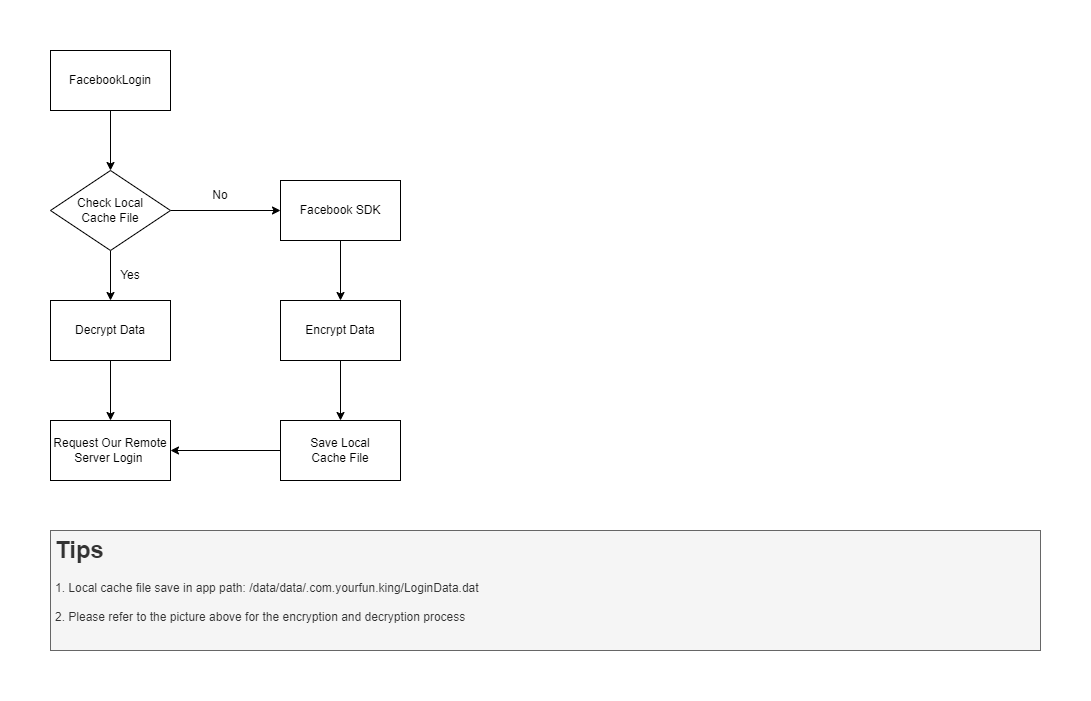 FacebookLogin
Check Local
Cache File
No
Facebook SDK
Yes
Decrypt Data
Encrypt Data
Request Our Remote
Server Login
Save Local
Cache File
Tips
1. Local cache file save in app path: /data/data/.com.yourfun.king/LoginData.dat
2. Please refer to the picture above for the encryption and decryption process